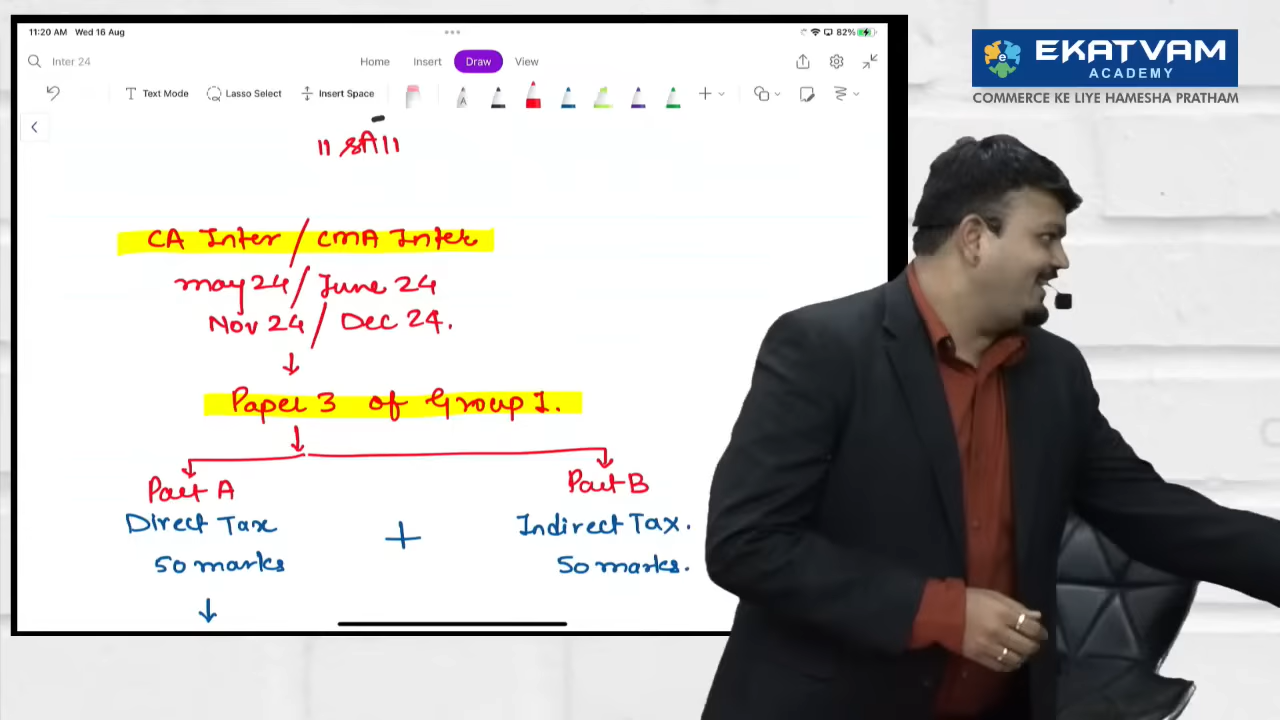 11:20 AM Wed 16 Aug
82%
Inter 24
Home Insert Draw View
Text Mode Lasso Select Insert Space
A
CA Inter / CMA Inter
May 24 / June 24
Nov 24 / Dec 24.
Paper 3 of Group I.
Part A
Part B
Direct Tax + Indirect Tax.
50 marks
50 marks.
EKATVAM
ACADEMY
COMMERCE KE LIYE HAMESHA PRATHAM